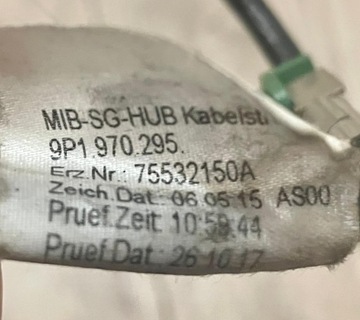 MIB-SG-HUB Kabelst
9P1.970.295.
Erz.Nr.: 75532150A
Zeich.Dat.: 06.05.15 AS00
Pruef.Zeit: 10:59:44
Pruef.Dat.: 26.10.17